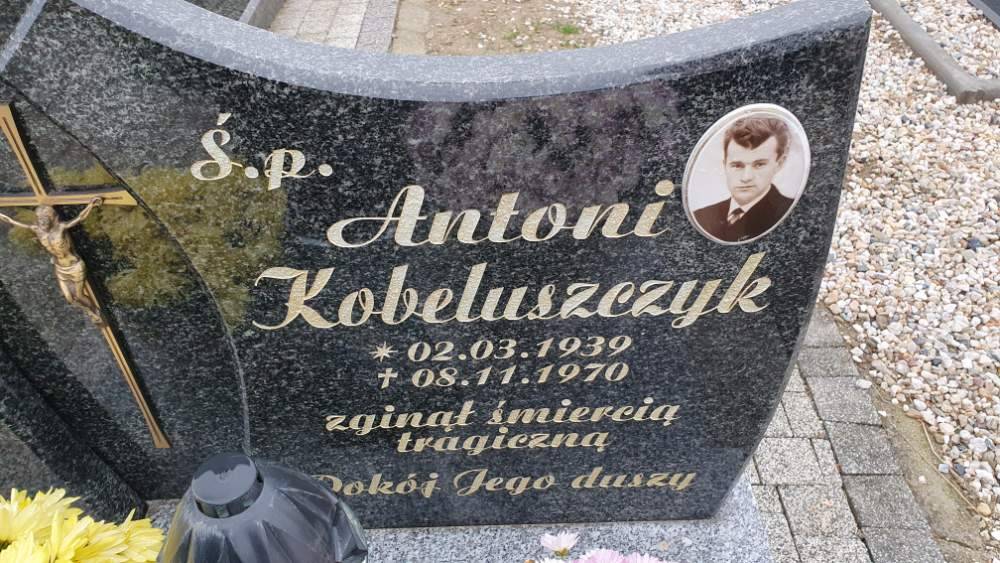 Ś.p.
Antoni
Kobeluszczyk
✶ 02.03.1939
✝ 08.11.1970
zginął śmiercią
tragiczną
Pokój Jego duszy